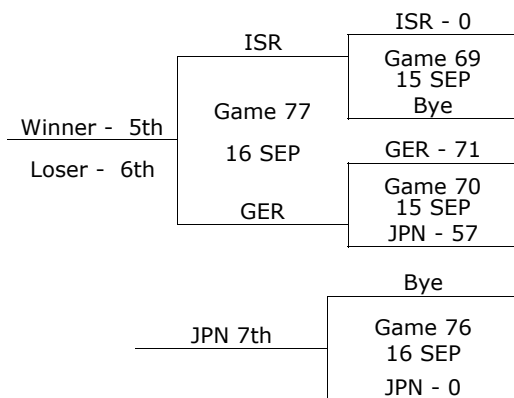 ISR - 0
ISR
Game 69
15 SEP
Bye
Game 77
Winner - 5th
16 SEP
Loser - 6th
GER - 71
Game 70
15 SEP
GER
JPN - 57
Bye
JPN 7th
Game 76
16 SEP
JPN - 0